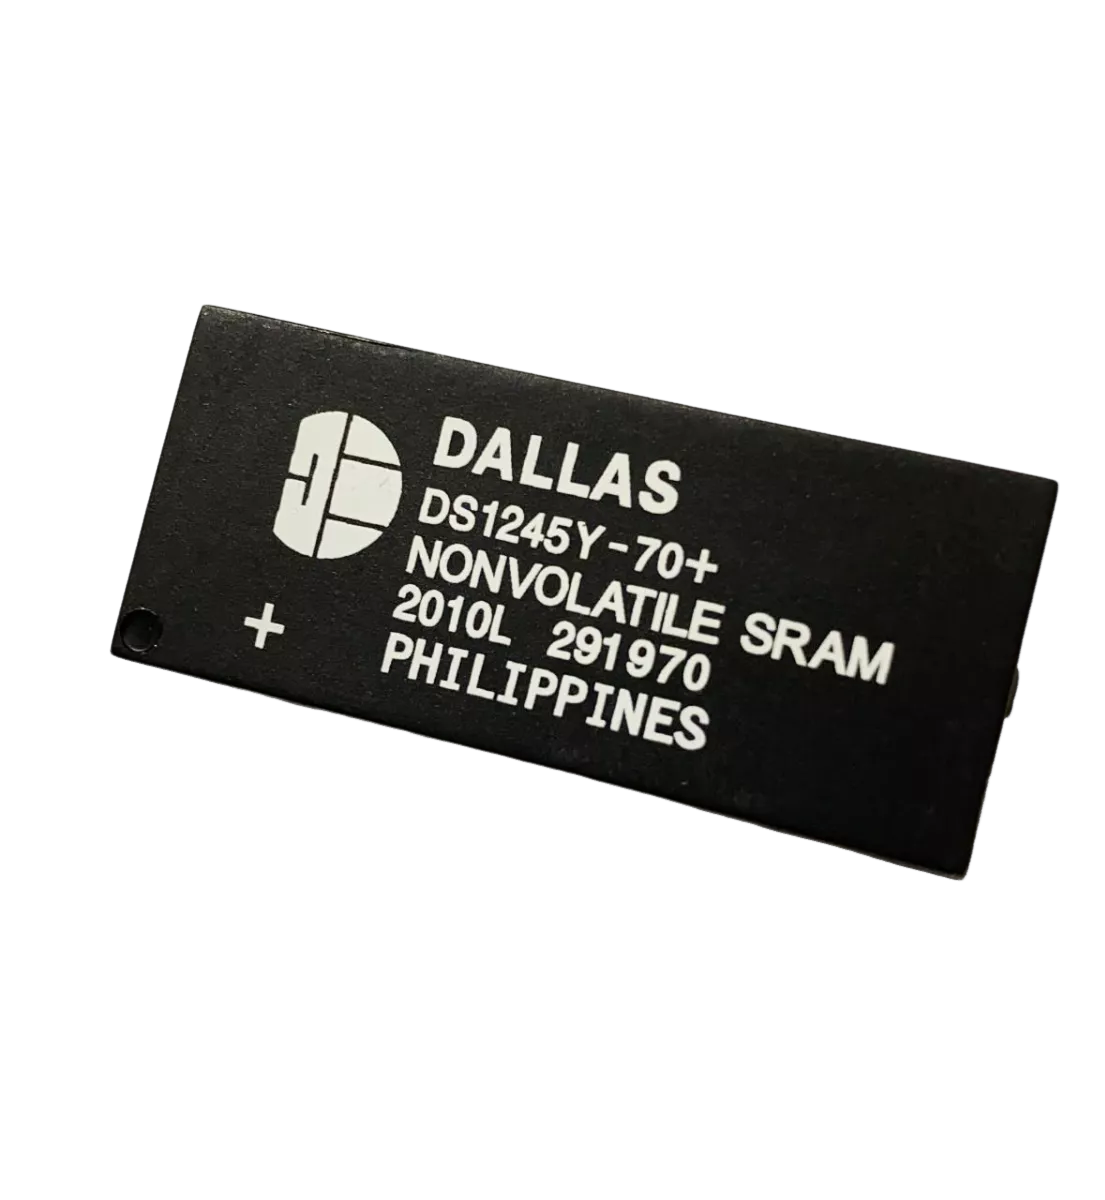 DALLAS
DS1245Y-70+
NONVOLATILE SRAM
2010L 291970
PHILIPPINES
+